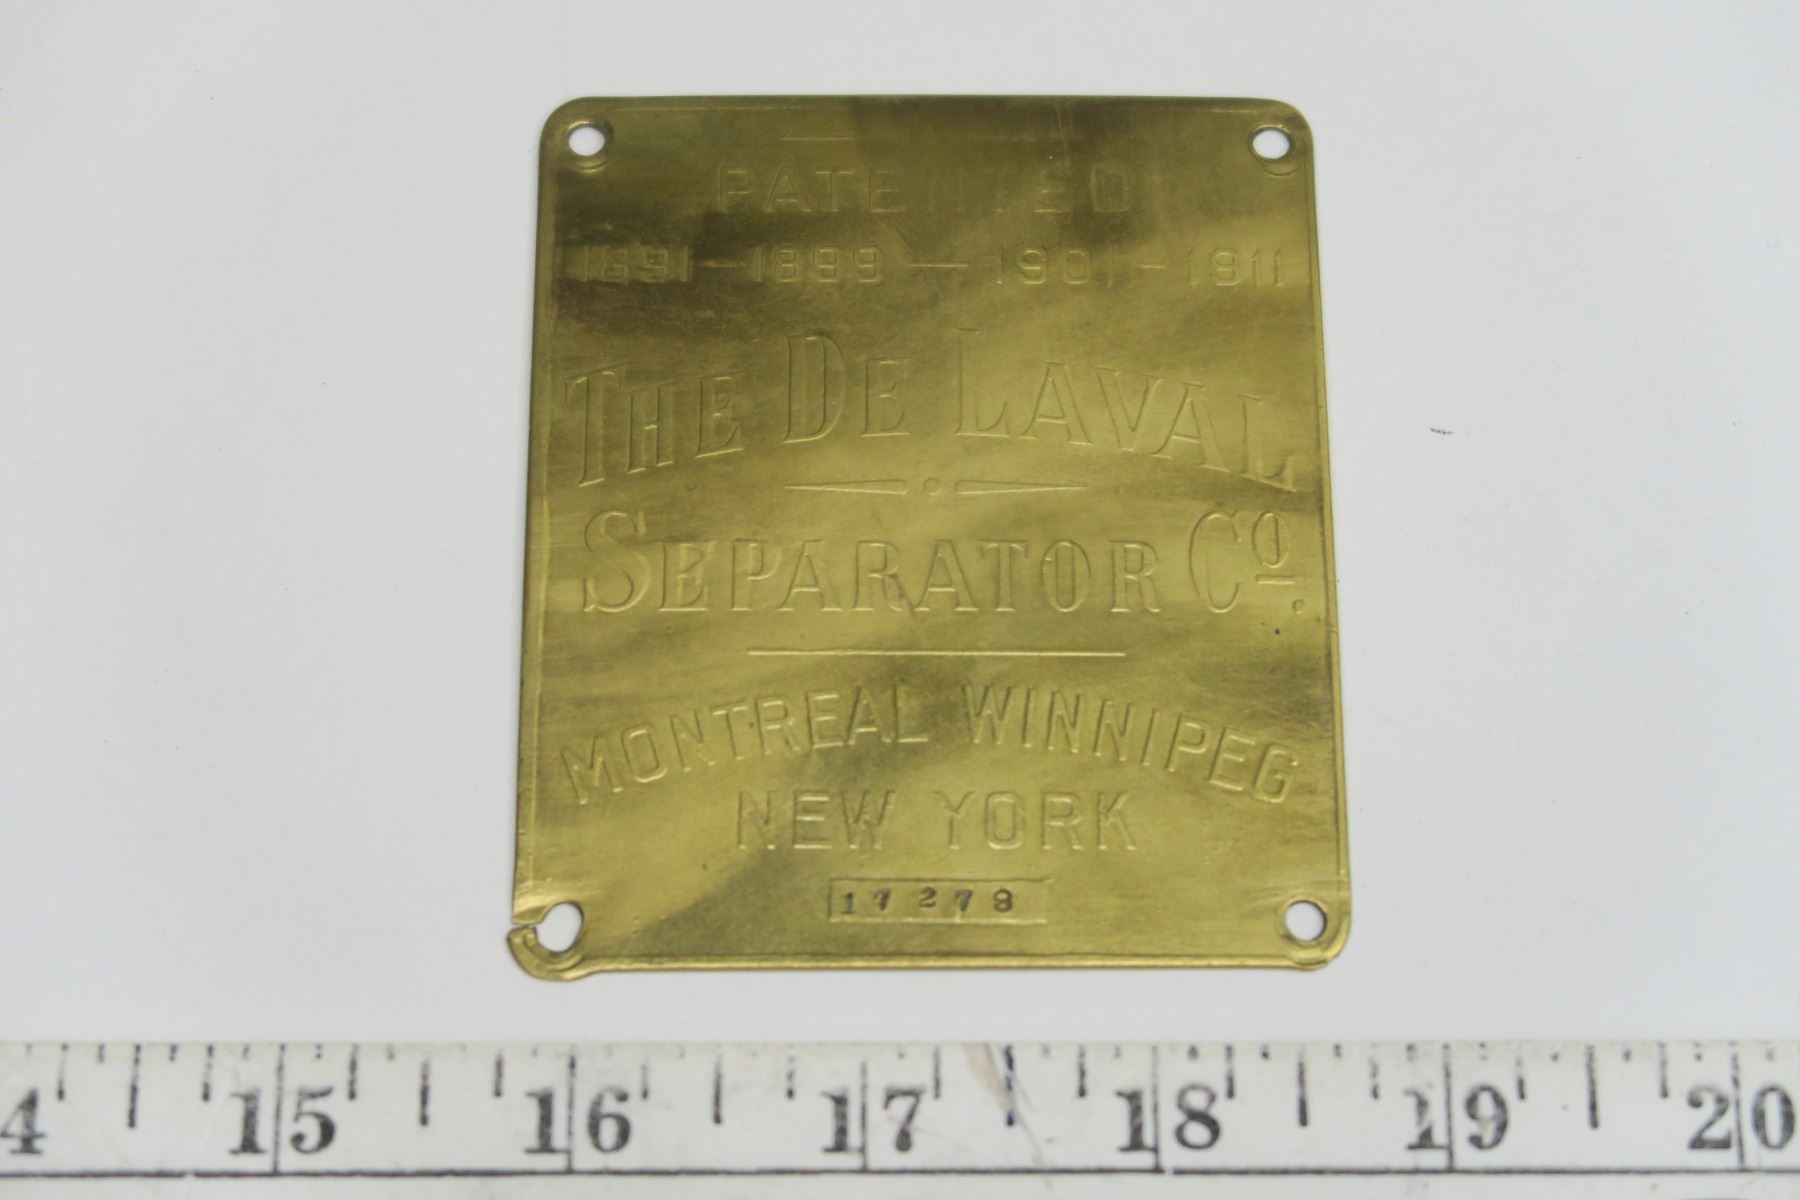 PATENTED
1891-1899-1901-1911
THE DE LAVAL
SEPARATOR Cº.
MONTREAL WINNIPEG
NEW YORK
17278
4 15 16 17 18 19 20